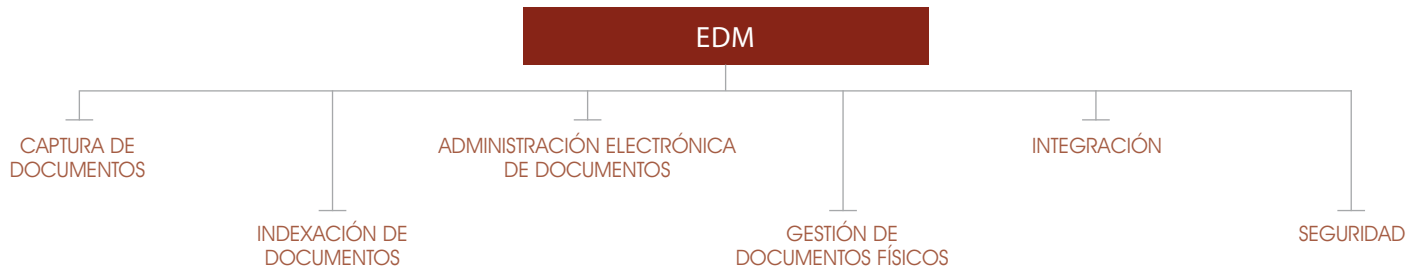 EDM
CAPTURA DE
DOCUMENTOS
INDEXACIÓN DE
DOCUMENTOS
ADMINISTRACIÓN ELECTRÓNICA
DE DOCUMENTOS
GESTIÓN DE
DOCUMENTOS FÍSICOS
INTEGRACIÓN
SEGURIDAD